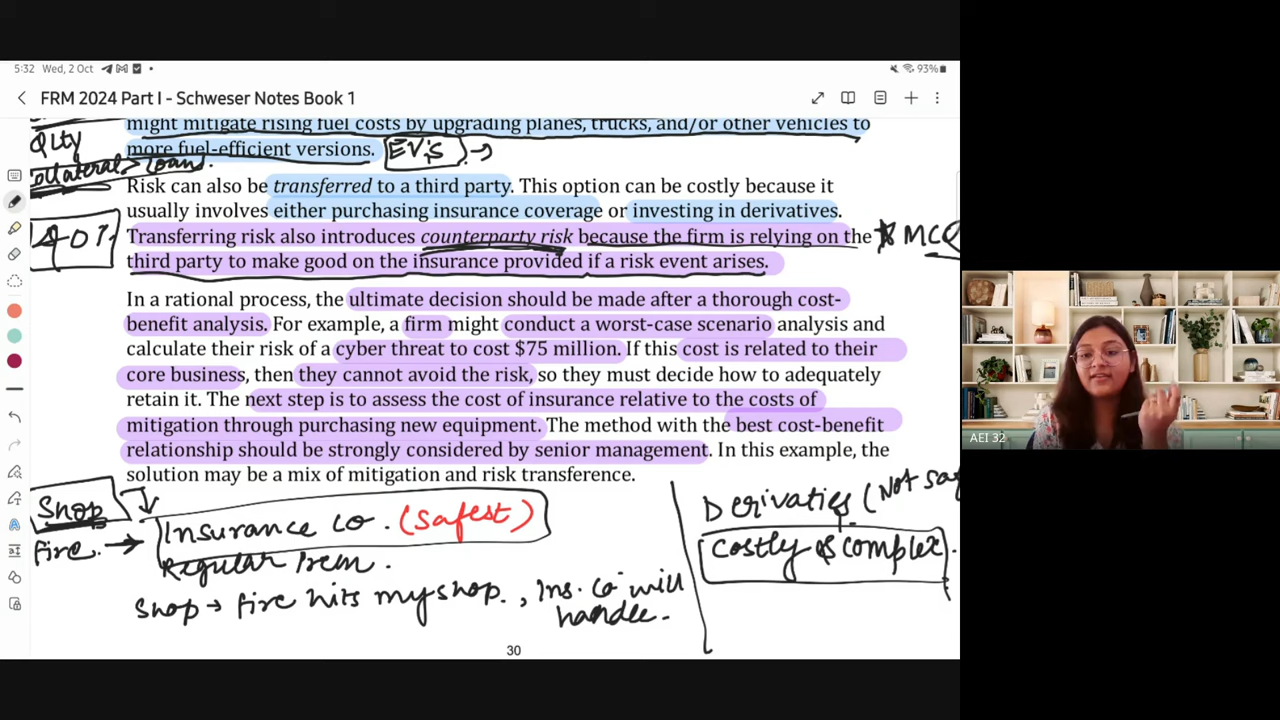 5:32 Wed, 2 Oct
93%
FRM 2024 Part I - Schweser Notes Book 1
might mitigate rising fuel costs by upgrading planes, trucks, and/or other vehicles to
Qlty
more fuel-efficient versions. EV's
collateral loan
Risk can also be transferred to a third party. This option can be costly because it
usually involves either purchasing insurance coverage or investing in derivatives.
40%
Transferring risk also introduces counterparty risk because the firm is relying on the
MCQ
third party to make good on the insurance provided if a risk event arises.
In a rational process, the ultimate decision should be made after a thorough cost-
benefit analysis. For example, a firm might conduct a worst-case scenario analysis and
calculate their risk of a cyber threat to cost $75 million. If this cost is related to their
core business, then they cannot avoid the risk, so they must decide how to adequately
retain it. The next step is to assess the cost of insurance relative to the costs of
mitigation through purchasing new equipment. The method with the best cost-benefit
relationship should be strongly considered by senior management. In this example, the
solution may be a mix of mitigation and risk transference.
Shop
fire → Insurance co. (Safest)
Regular Prem.
Shop → fire hits my shop., Ins. Co will
handle.
Derivaties (Not
Costly & Complex.
30
AEI 32